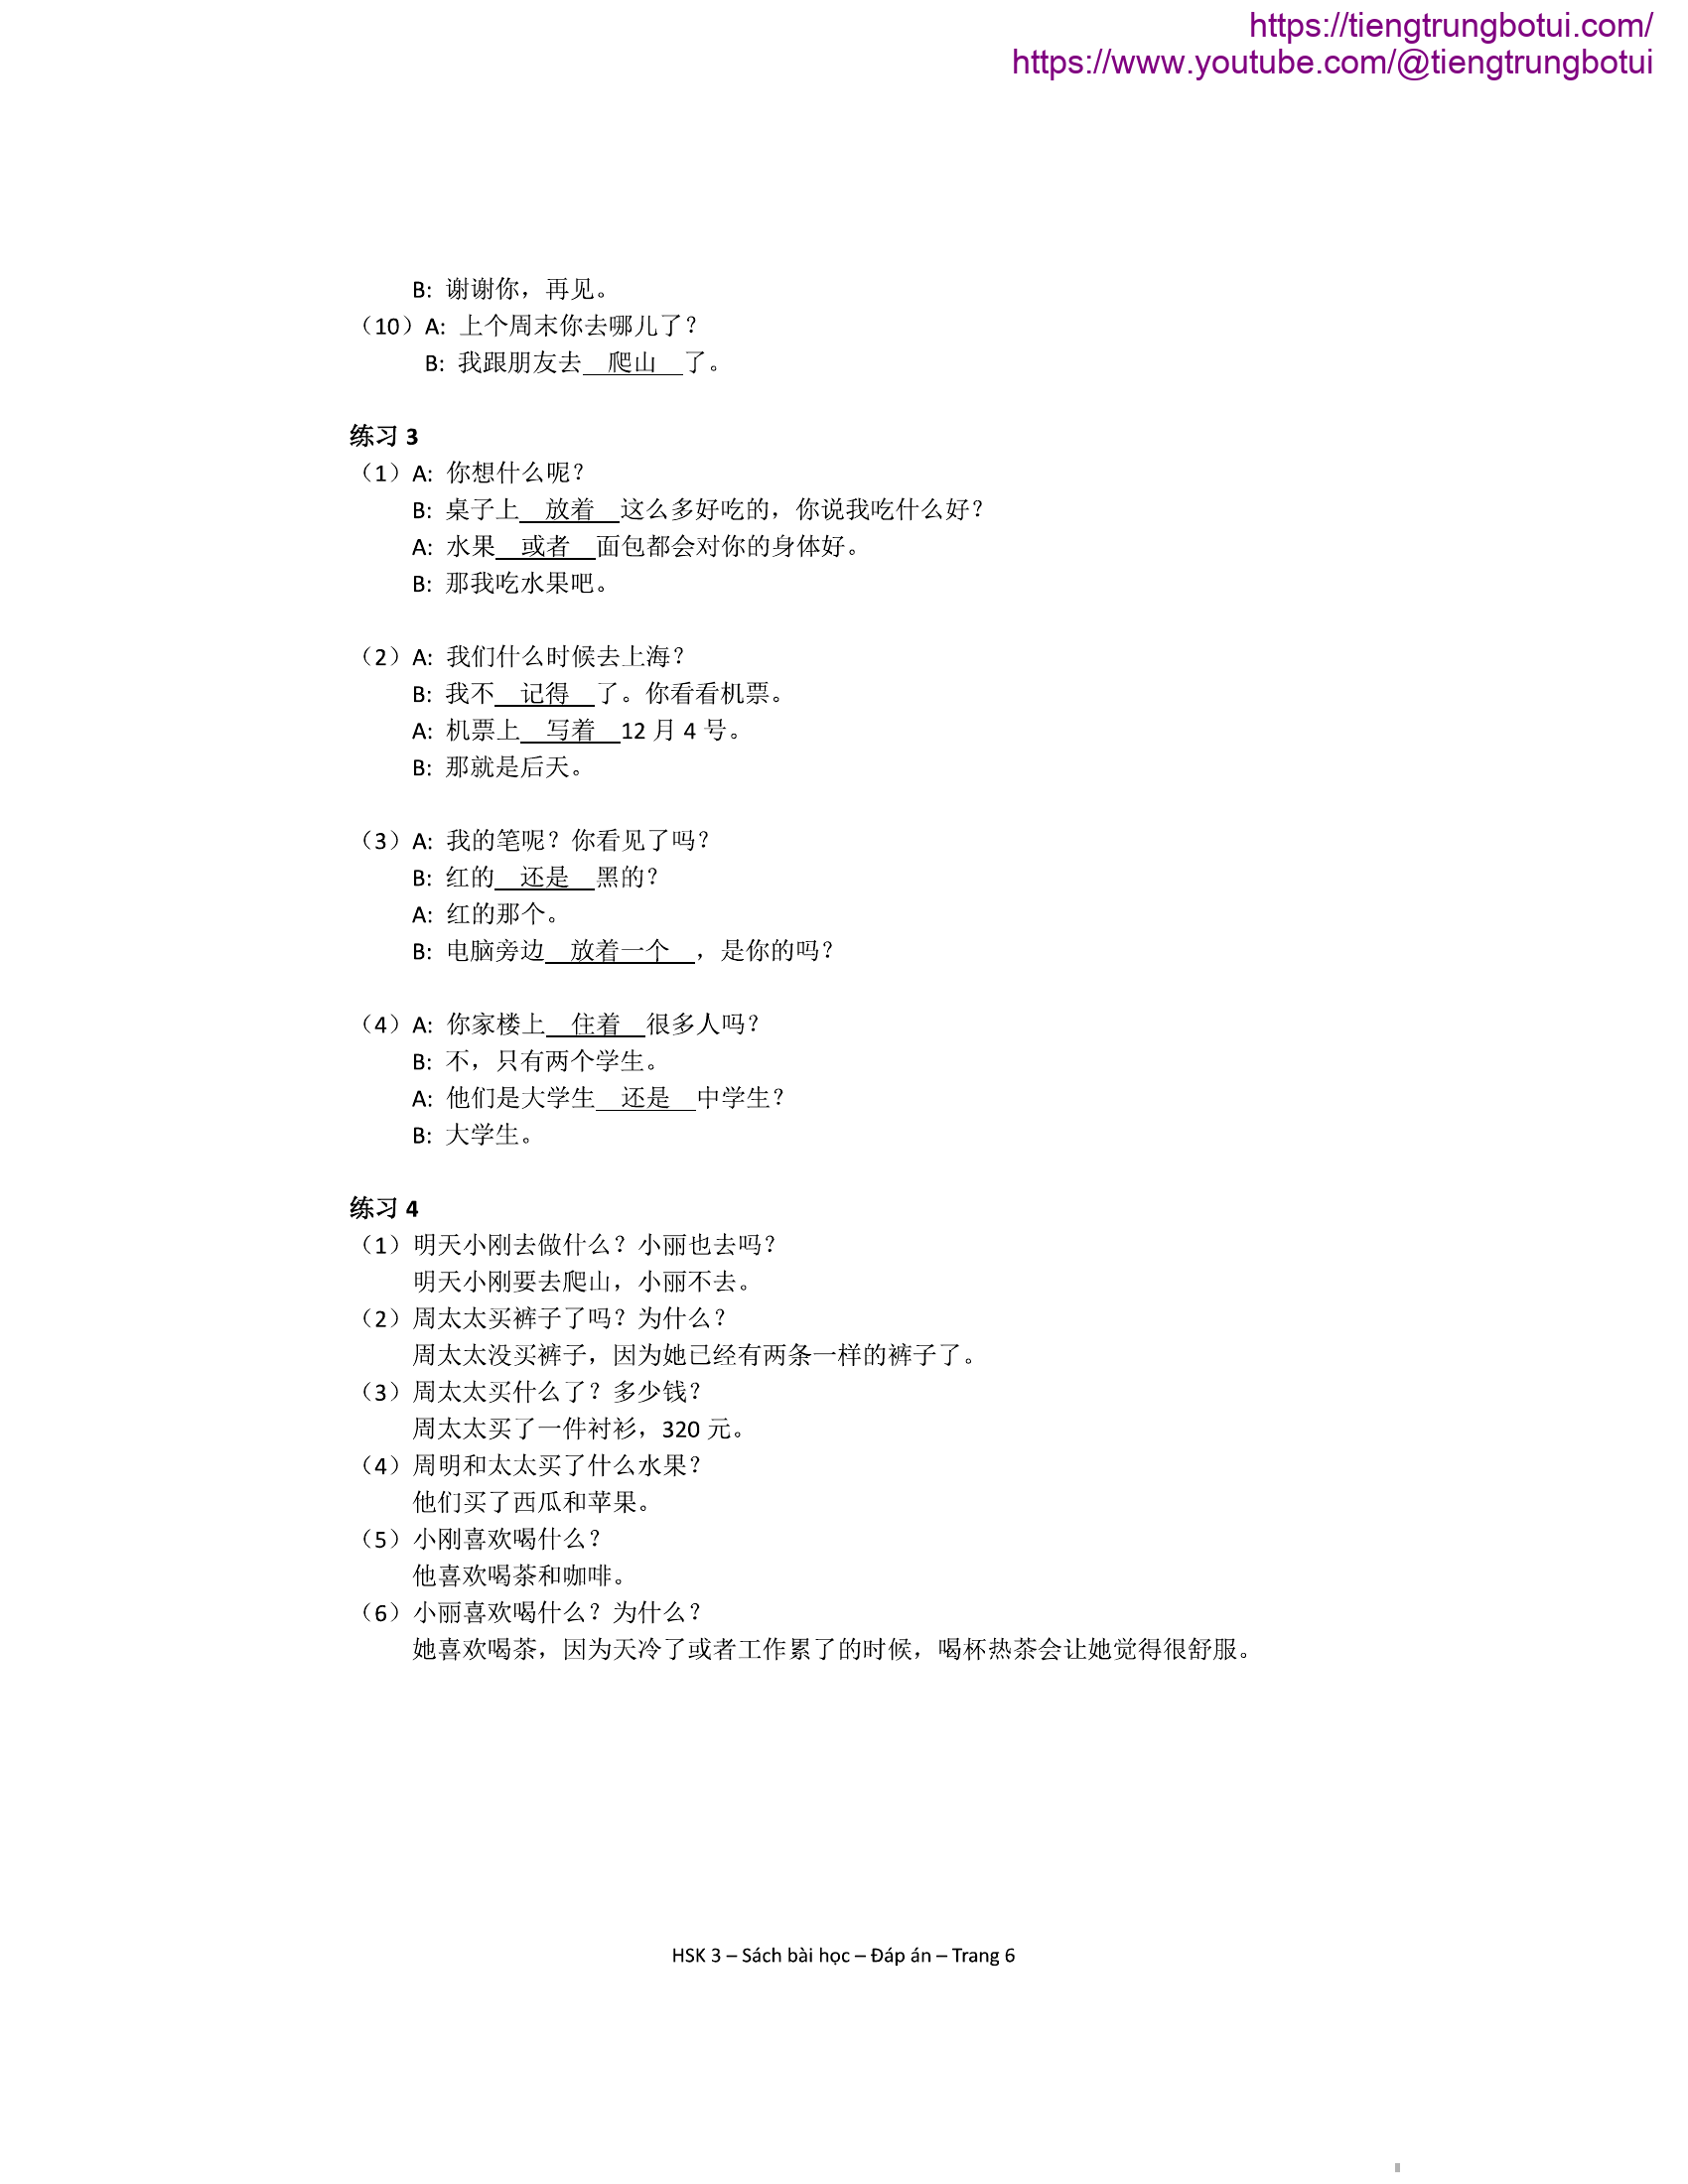 https://tiengtrungbotui.com/
https://www.youtube.com/@tiengtrungbotui
B: 谢谢你，再见。
（10）A: 上个周末你去哪儿了？
B: 我跟朋友去__爬山__了。
练习 3
（1）A: 你想什么呢？
B: 桌子上__放着__这么多好吃的，你说我吃什么好？
A: 水果__或者__面包都会对你的身体好。
B: 那我吃水果吧。
（2）A: 我们什么时候去上海？
B: 我不__记得__了。你看看机票。
A: 机票上__写着__12 月 4 号。
B: 那就是后天。
（3）A: 我的笔呢？你看见了吗？
B: 红的__还是__黑的？
A: 红的那个。
B: 电脑旁边__放着一个__，是你的吗？
（4）A: 你家楼上__住着__很多人吗？
B: 不，只有两个学生。
A: 他们是大学生__还是__中学生？
B: 大学生。
练习 4
（1）明天小刚去做什么？小丽也去吗？
明天小刚要去爬山，小丽不去。
（2）周太太买裤子了吗？为什么？
周太太没买裤子，因为她已经有两条一样的裤子了。
（3）周太太买什么了？多少钱？
周太太买了一件衬衫，320 元。
（4）周明和太太买了什么水果？
他们买了西瓜和苹果。
（5）小刚喜欢喝什么？
他喜欢喝茶和咖啡。
（6）小丽喜欢喝什么？为什么？
她喜欢喝茶，因为天冷了或者工作累了的时候，喝杯热茶会让她觉得很舒服。
HSK 3 – Sách bài học – Đáp án – Trang 6